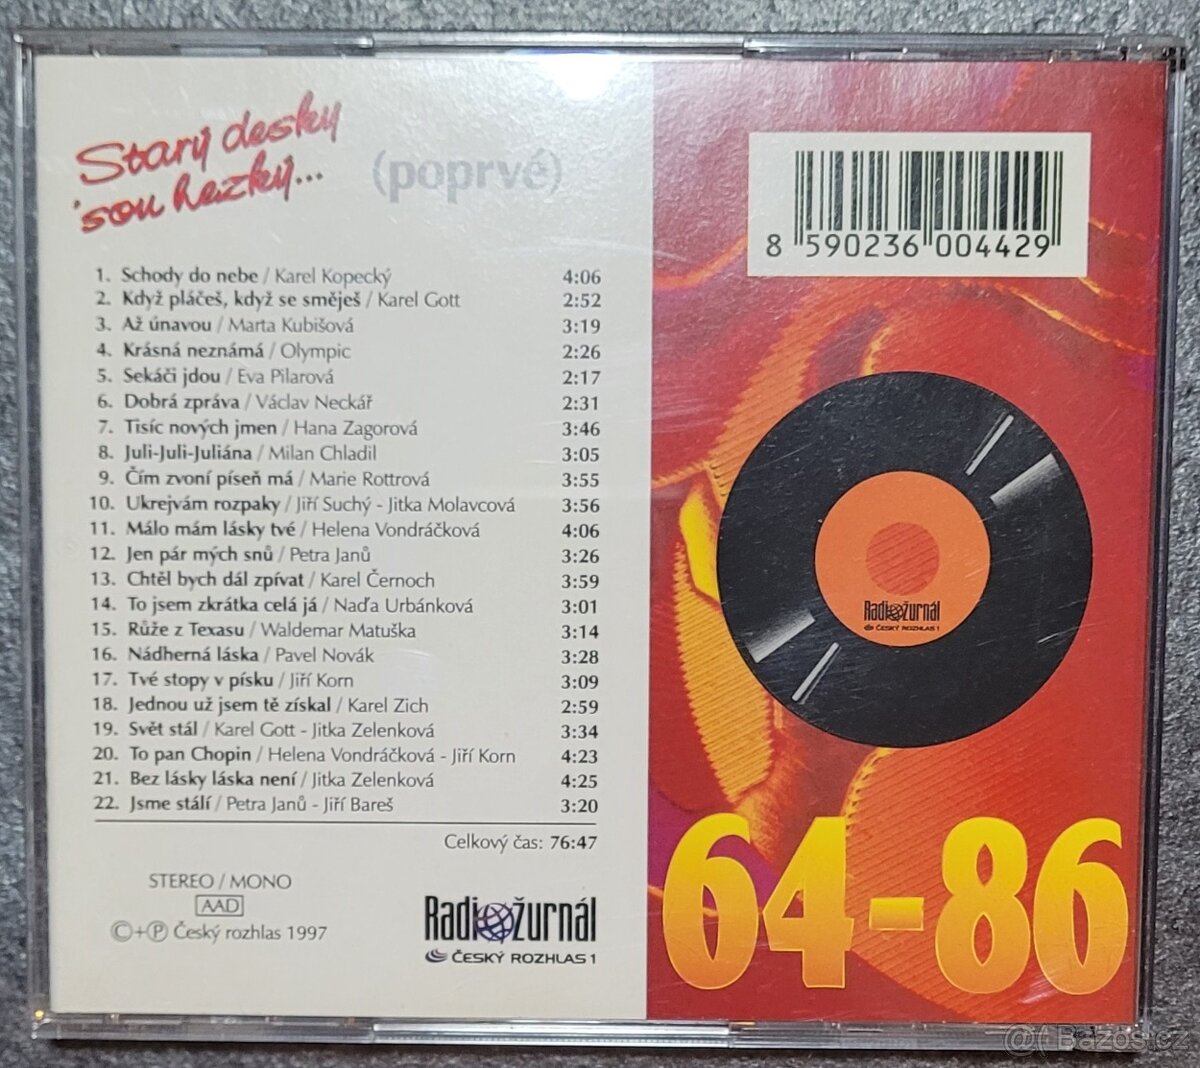 Starý desky
'sou hezký...
(poprvé)
8 590236 004429
1. Schody do nebe / Karel Kopecký 4:06
2. Když pláčeš, když se směješ / Karel Gott 2:52
3. Až únavou / Marta Kubišová 3:19
4. Krásná neznámá / Olympic 2:26
5. Sekáči jdou / Eva Pilarová 2:17
6. Dobrá zpráva / Václav Neckář 2:31
7. Tisíc nových jmen / Hana Zagorová 3:46
8. Juli-Juli-Juliána / Milan Chladil 3:05
9. Čím zvoní píseň má / Marie Rottrová 3:55
10. Ukrejvám rozpaky / Jiří Suchý - Jitka Molavcová 3:56
11. Málo mám lásky tvé / Helena Vondráčková 4:06
12. Jen pár mých snů / Petra Janů 3:26
13. Chtěl bych dál zpívat / Karel Černoch 3:59
14. To jsem zkrátka celá já / Naďa Urbánková 3:01
15. Růže z Texasu / Waldemar Matuška 3:14
16. Nádherná láska / Pavel Novák 3:28
17. Tvé stopy v písku / Jiří Korn 3:09
18. Jednou už jsem tě získal / Karel Zich 2:59
19. Svět stál / Karel Gott - Jitka Zelenková 3:34
20. To pan Chopin / Helena Vondráčková - Jiří Korn 4:23
21. Bez lásky láska není / Jitka Zelenková 4:25
22. Jsme stálí / Petra Janů - Jiří Bareš 3:20
Celkový čas: 76:47
STEREO / MONO
AAD
©+℗ Český rozhlas 1997
Radiožurnál
ČESKÝ ROZHLAS 1
Radiožurnál
ČESKÝ ROZHLAS 1
64-86
Bazos.cz